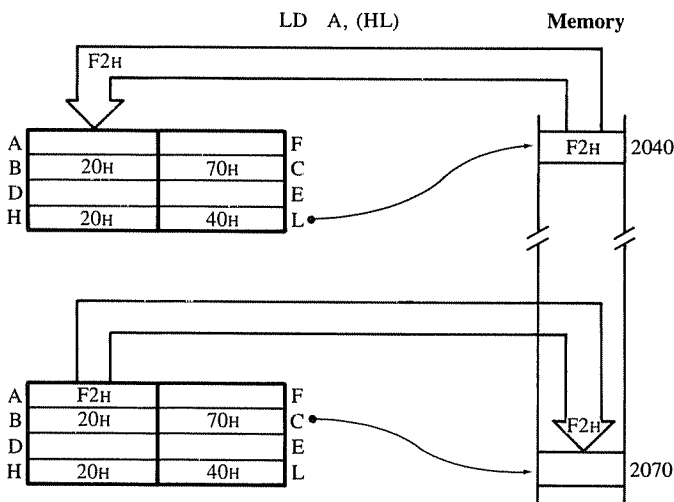 LD A, (HL) Memory
F2H
A F
B 20H 70H C
D E
H 20H 40H L
F2H 2040
A F2H F
B 20H 70H C
D E
H 20H 40H L
F2H
2070